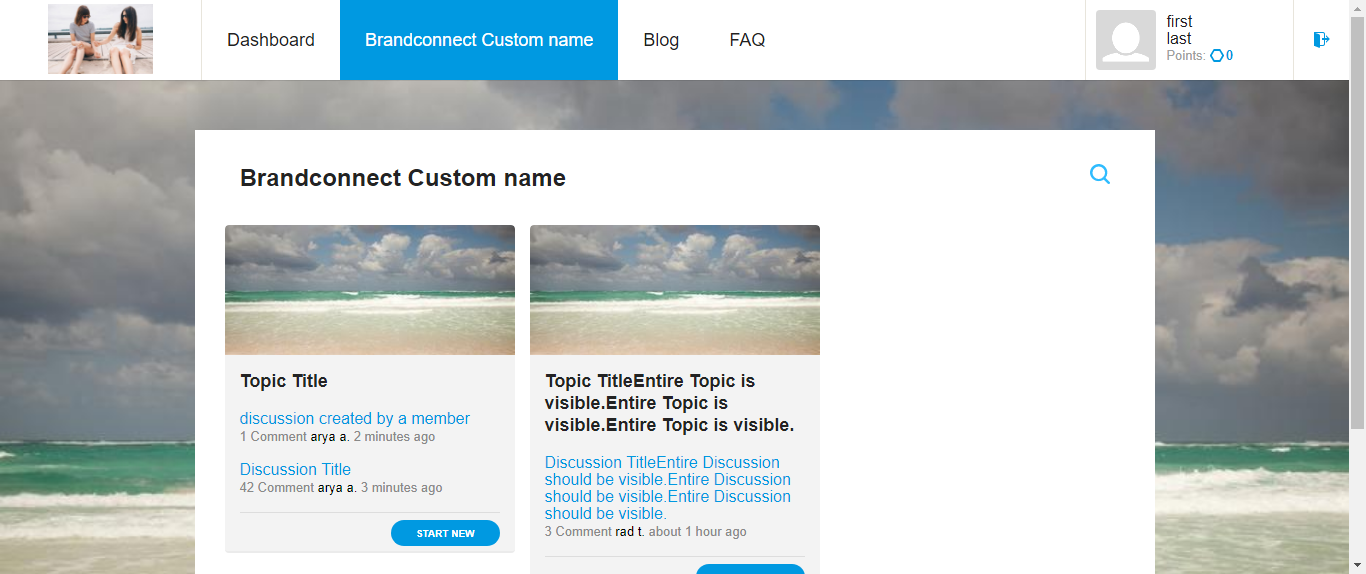 Dashboard
Brandconnect Custom name
Blog
FAQ
first
last
Points: 0
Brandconnect Custom name
Topic Title
discussion created by a member
1 Comment arya a. 2 minutes ago
Discussion Title
42 Comment arya a. 3 minutes ago
START NEW
Topic TitleEntire Topic is
visible.Entire Topic is
visible.Entire Topic is visible.
Discussion TitleEntire Discussion
should be visible.Entire Discussion
should be visible.Entire Discussion
should be visible.
3 Comment rad t. about 1 hour ago